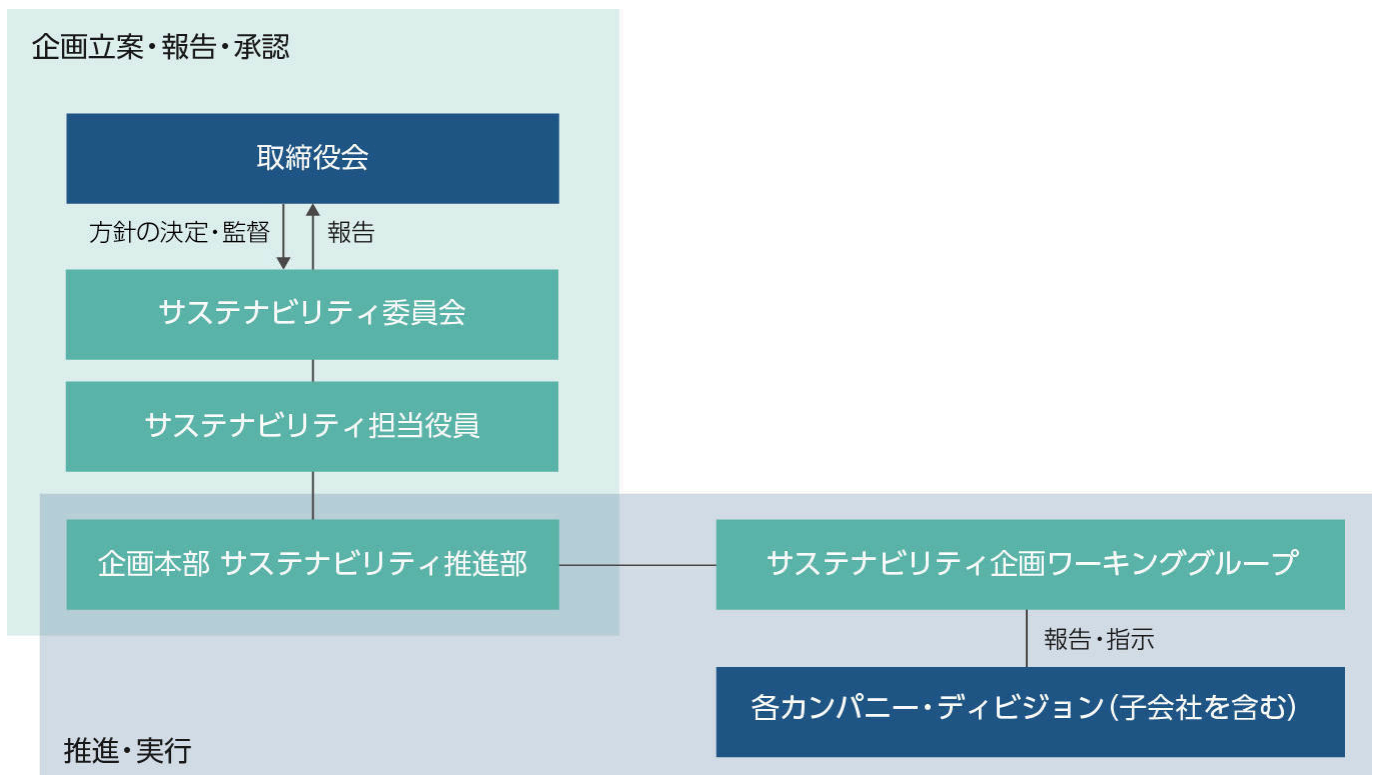 企画立案・報告・承認
取締役会
方針の決定・監督
報告
サステナビリティ委員会
サステナビリティ担当役員
企画本部 サステナビリティ推進部
サステナビリティ企画ワーキンググループ
報告・指示
各カンパニー・ディビジョン（子会社を含む）
推進・実行